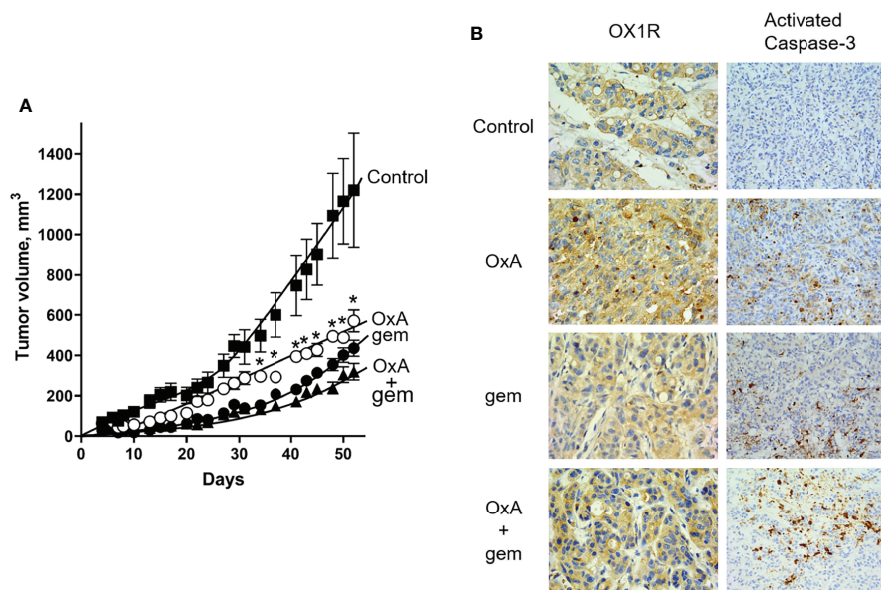 A
Tumor volume, mm³
1400
1200
1000
800
600
400
200
0
0 10 20 30 40 50
Days
Control
OxA
gem
OxA
+
gem
* * * * * * * *
B
OX1R
Activated
Caspase-3
Control
OxA
gem
OxA
+
gem